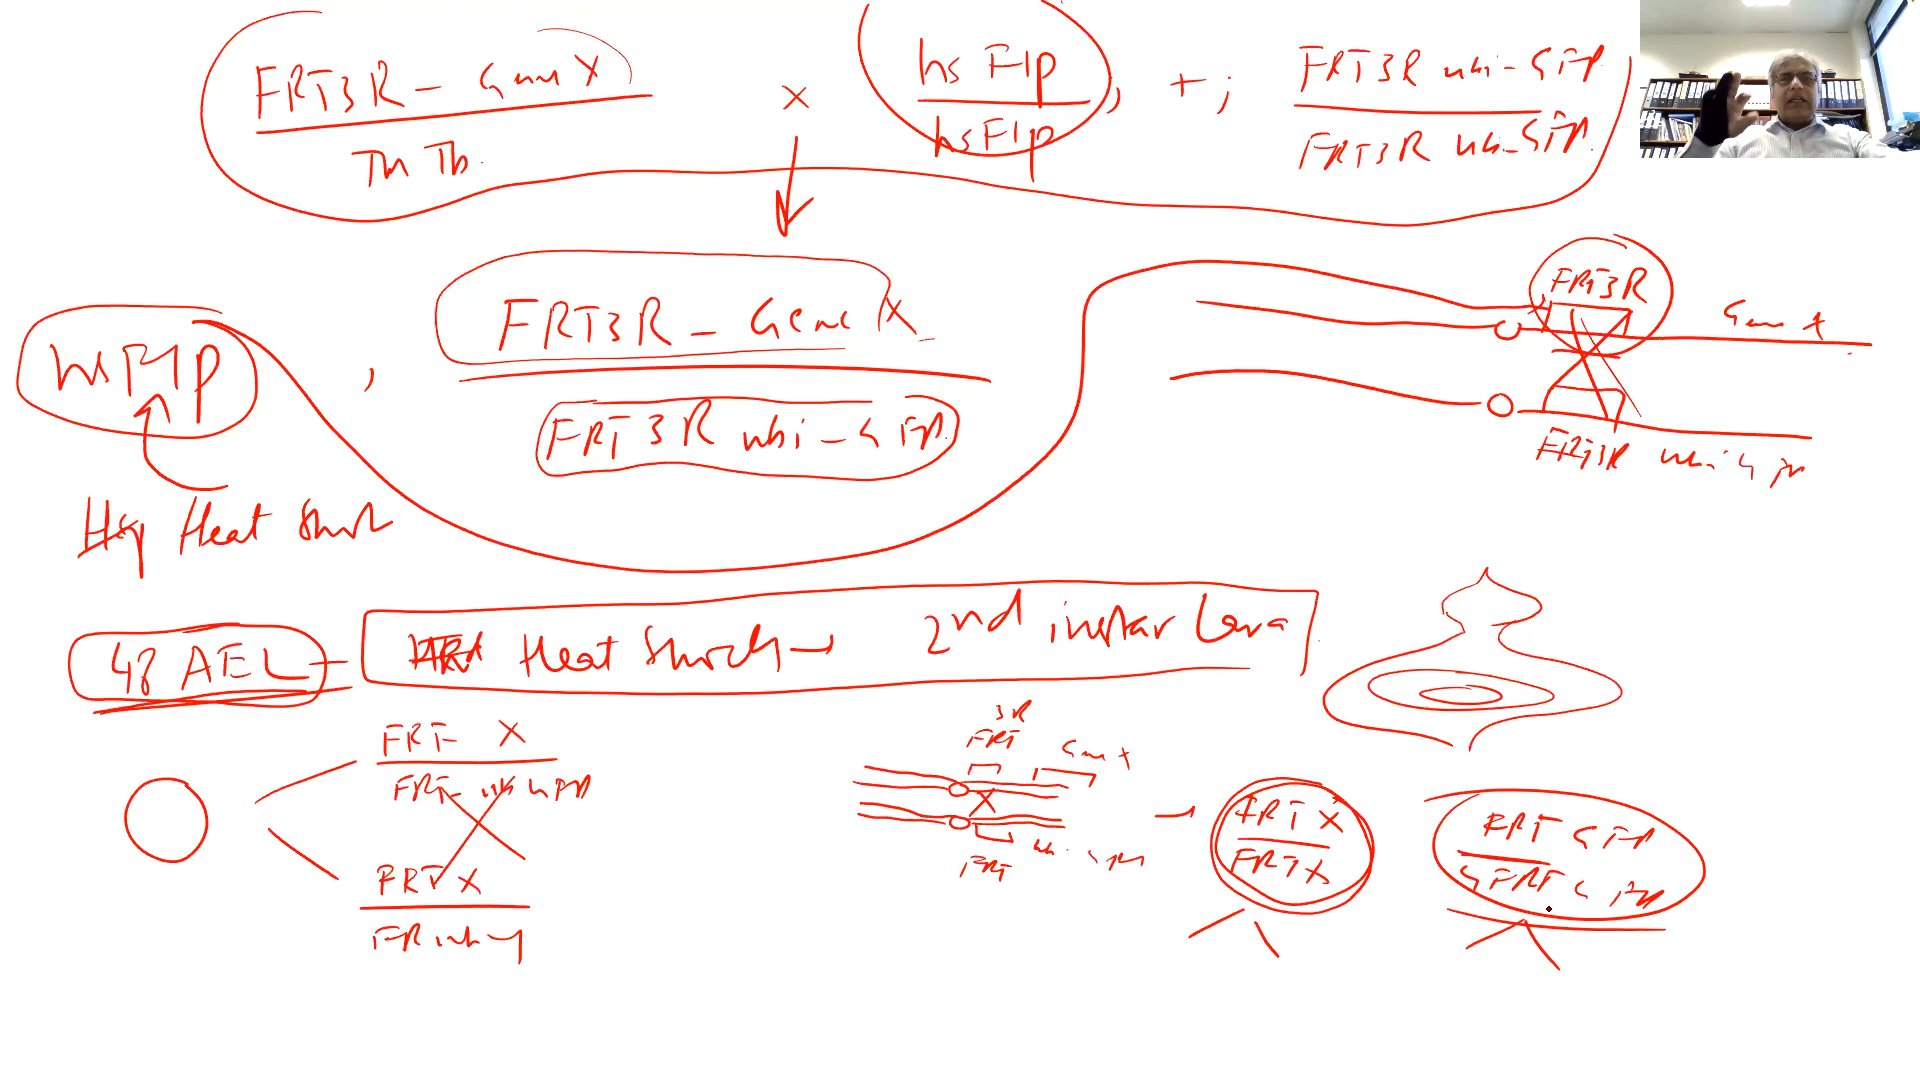 FRT3R - Gene X
Tm Tb.
x
hs Flp
hsFlp
, + ;
FRT3R ubi-GFP
FRT3R ubi-GFP.
hsFlp
,
FRT3R - Gene X
FRT3R ubi-GFP
FRT3R
Gene X
FRT3R ubi GFP
Heat Shock
48 AEL -
Heat Shock → 2nd instar larva
FRT X
FRT ubi GFP
FRT X
3R
FRT
Gene X
X
FRT
FRT X
FRT X
FRT GFP
FRT GFP